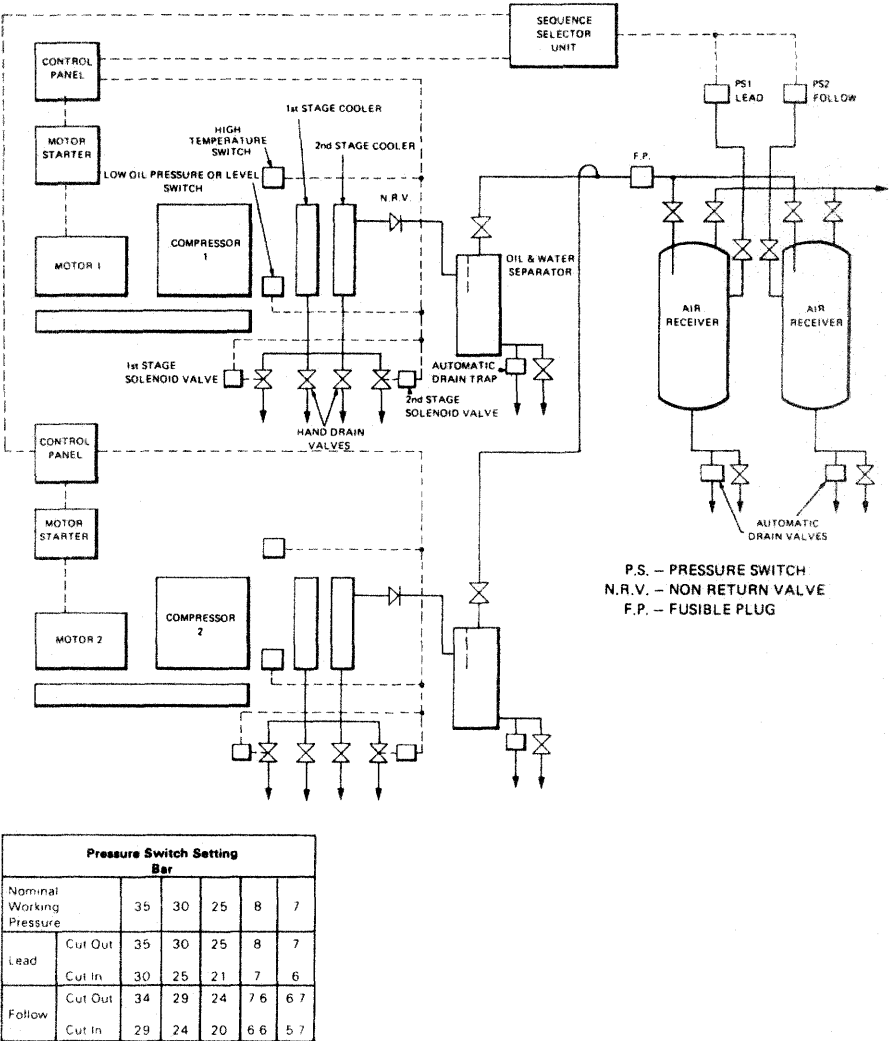 SEQUENCE
SELECTOR
UNIT
CONTROL
PANEL
PS1
LEAD
PS2
FOLLOW
1st STAGE COOLER
HIGH
TEMPERATURE
SWITCH
2nd STAGE COOLER
MOTOR
STARTER
F.P.
LOW OIL PRESSURE OR LEVEL
SWITCH
N.R.V.
COMPRESSOR
1
MOTOR 1
OIL & WATER
SEPARATOR
AIR
RECEIVER
AIR
RECEIVER
1st STAGE
SOLENOID VALVE
AUTOMATIC
DRAIN TRAP
2nd STAGE
SOLENOID VALVE
HAND DRAIN
VALVES
CONTROL
PANEL
MOTOR
STARTER
AUTOMATIC
DRAIN VALVES
P.S. – PRESSURE SWITCH
N.R.V. – NON RETURN VALVE
F.P. – FUSIBLE PLUG
COMPRESSOR
2
MOTOR 2
Pressure Switch Setting
Bar
Nominal
Working
Pressure
35 30 25 8 7
Lead
Cut Out 35 30 25 8 7
Cut In 30 25 21 7 6
Follow
Cut Out 34 29 24 7 6 6 7
Cut In 29 24 20 6 6 5 7